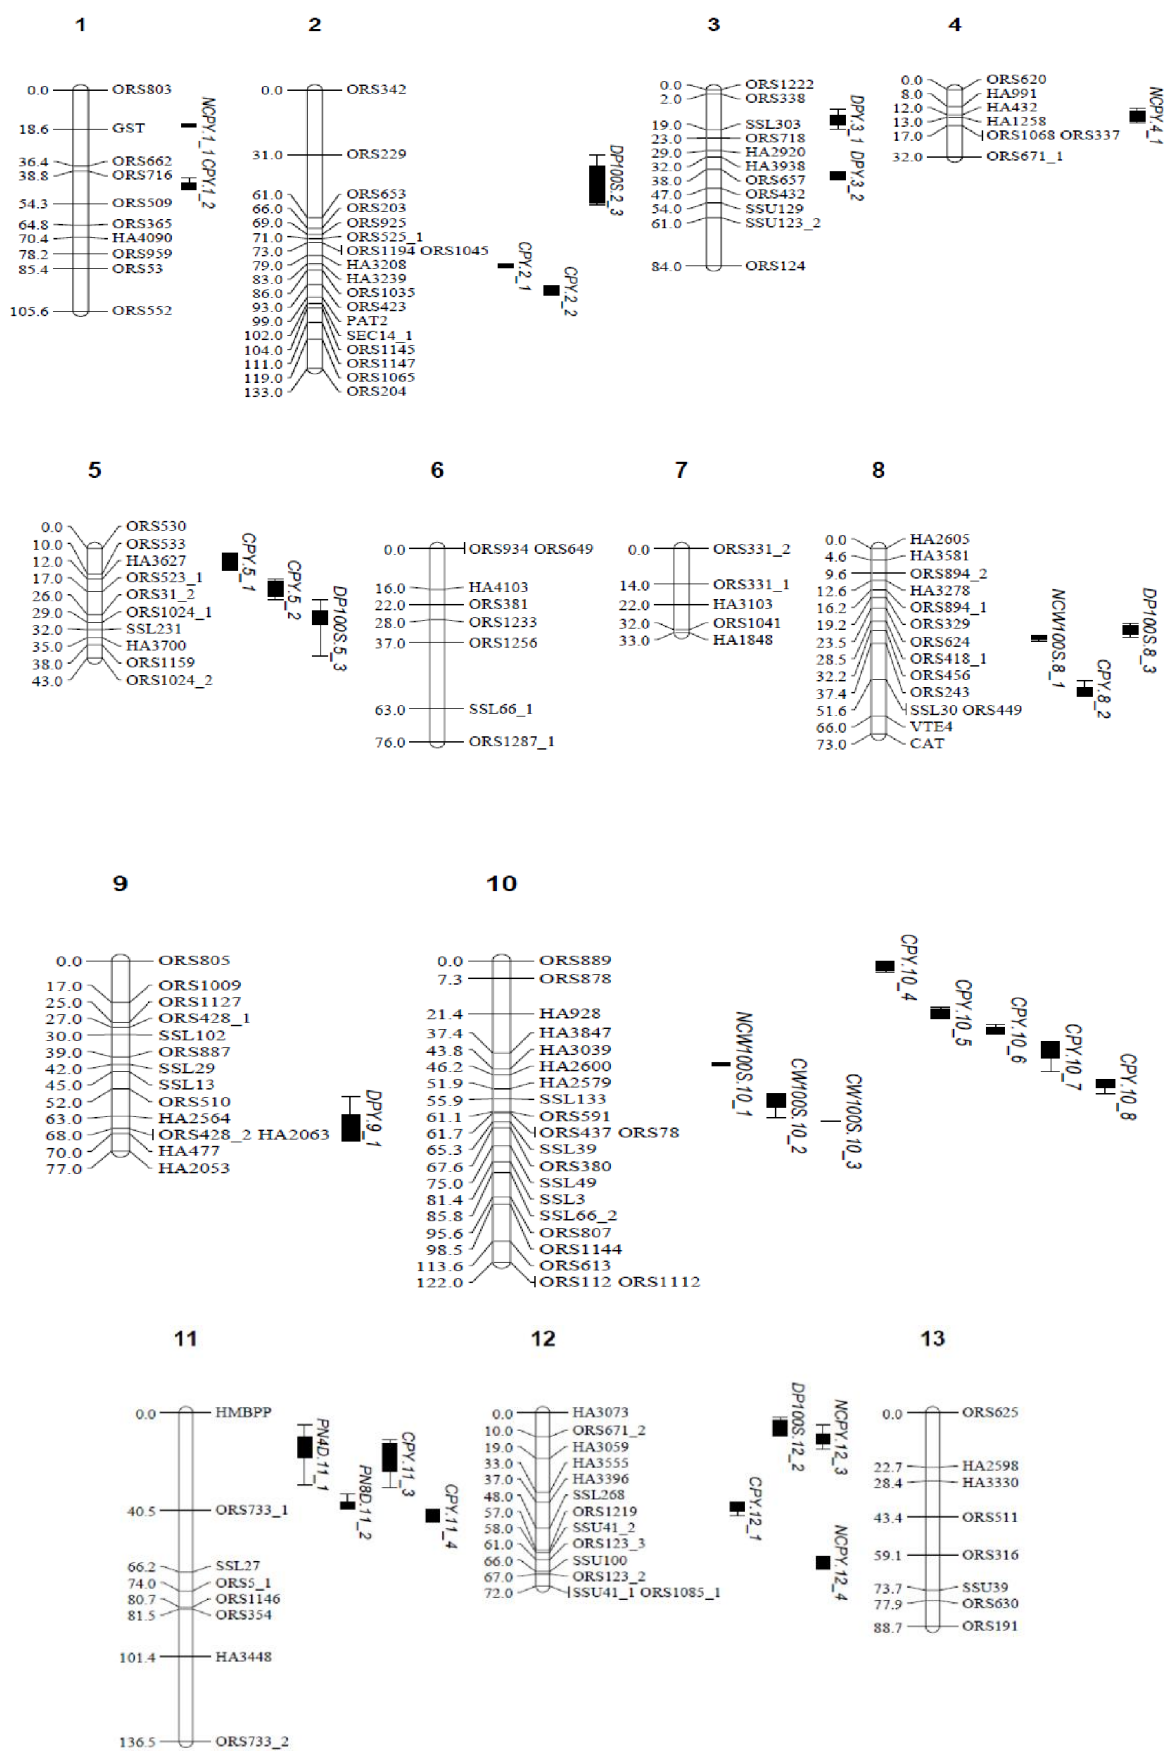 1
0.0 ORS803
18.6 GST
36.4 ORS662
38.8 ORS716
54.3 ORS509
64.8 ORS365
70.4 HA4090
78.2 ORS959
85.4 ORS53
105.6 ORS552
NCPY.1_1 CPY.1_2
2
0.0 ORS342
31.0 ORS229
61.0 ORS653
66.0 ORS203
69.0 ORS925
71.0 ORS525_1
73.0 ORS1194 ORS1045
79.0 HA3208
83.0 HA3239
86.0 ORS1035
93.0 ORS423
99.0 PAT2
102.0 SEC14_1
104.0 ORS1145
111.0 ORS1147
119.0 ORS1065
133.0 ORS204
CPY.2_1
CPY.2_2
DP100S.2_3
3
0.0 ORS1222
2.0 ORS338
19.0 SSL303
23.0 ORS718
29.0 HA2920
32.0 HA3938
38.0 ORS657
47.0 ORS432
54.0 SSU129
61.0 SSU123_2
84.0 ORS124
DPY.3_1 DPY.3_2
4
0.0 ORS620
8.0 HA991
12.0 HA432
13.0 HA1258
17.0 ORS1068 ORS337
32.0 ORS671_1
NCPY.4_1
5
0.0 ORS530
10.0 ORS533
12.0 HA3627
17.0 ORS523_1
26.0 ORS31_2
29.0 ORS1024_1
32.0 SSL231
35.0 HA3700
38.0 ORS1159
43.0 ORS1024_2
CPY.5_1
CPY.5_2
DP100S.5_3
6
0.0 ORS934 ORS649
16.0 HA4103
22.0 ORS381
28.0 ORS1233
37.0 ORS1256
63.0 SSL66_1
76.0 ORS1287_1
7
0.0 ORS331_2
14.0 ORS331_1
22.0 HA3103
32.0 ORS1041
33.0 HA1848
8
0.0 HA2605
4.6 HA3581
9.6 ORS894_2
12.6 HA3278
16.2 ORS894_1
19.2 ORS329
23.5 ORS624
28.5 ORS418_1
32.2 ORS456
37.4 ORS243
51.6 SSL30 ORS449
66.0 VTE4
73.0 CAT
NCW100S.8_1
CPY.8_2
DP100S.8_3
9
0.0 ORS805
17.0 ORS1009
25.0 ORS1127
27.0 ORS428_1
30.0 SSL102
39.0 ORS887
42.0 SSL29
45.0 SSL13
52.0 ORS510
63.0 HA2564
68.0 ORS428_2 HA2063
70.0 HA477
77.0 HA2053
DPY.9_1
10
0.0 ORS889
7.3 ORS878
21.4 HA928
37.4 HA3847
43.8 HA3039
46.2 HA2600
51.9 HA2579
55.9 SSL133
61.1 ORS591
61.7 ORS437 ORS78
65.3 SSL39
67.6 ORS380
75.0 SSL49
81.4 SSL3
85.8 SSL66_2
95.6 ORS807
98.5 ORS1144
113.6 ORS613
122.0 ORS112 ORS1112
NCW100S.10_1
CW100S.10_2
CW100S.10_3
CPY.10_4
CPY.10_5
CPY.10_6
CPY.10_7
CPY.10_8
11
0.0 HMBPP
40.5 ORS733_1
66.2 SSL27
74.0 ORS5_1
80.7 ORS1146
81.5 ORS354
101.4 HA3448
136.5 ORS733_2
PN4D.11_1
PN8D.11_2
CPY.11_3
CPY.11_4
12
0.0 HA3073
10.0 ORS671_2
19.0 HA3059
33.0 HA3555
37.0 HA3396
48.0 SSL268
57.0 ORS1219
58.0 SSU41_2
61.0 ORS123_3
66.0 SSU100
67.0 ORS123_2
72.0 SSU41_1 ORS1085_1
CPY.12_1
DP100S.12_2
NCPY.12_3
NCPY.12_4
13
0.0 ORS625
22.7 HA2598
28.4 HA3330
43.4 ORS511
59.1 ORS316
73.7 SSU39
77.9 ORS630
88.7 ORS191